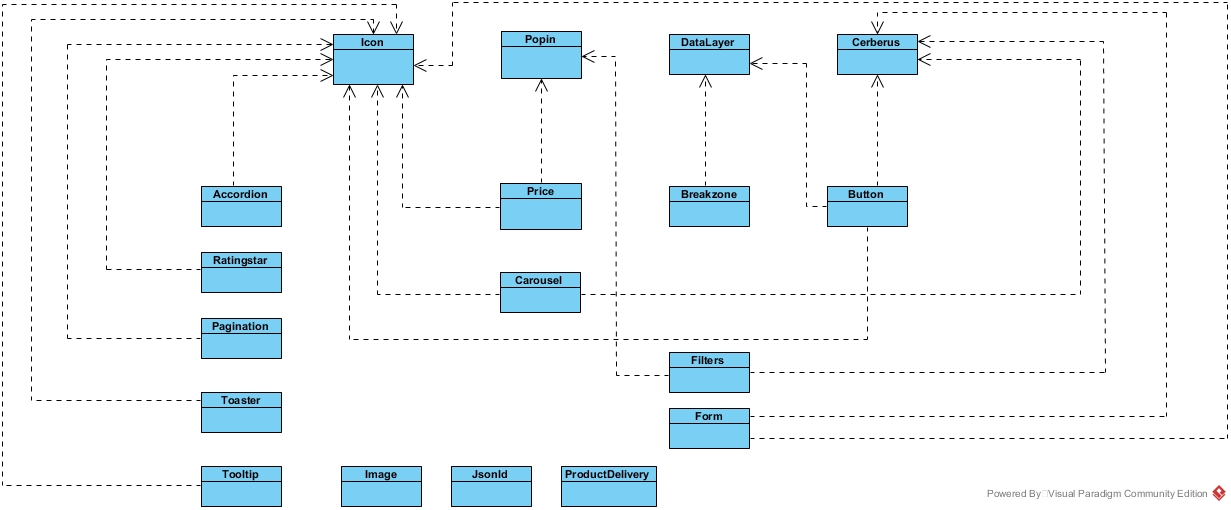 Icon
Popin
DataLayer
Cerberus
Accordion
Price
Breakzone
Button
Ratingstar
Carousel
Pagination
Filters
Toaster
Form
Tooltip
Image
JsonId
ProductDelivery
Powered By Visual Paradigm Community Edition